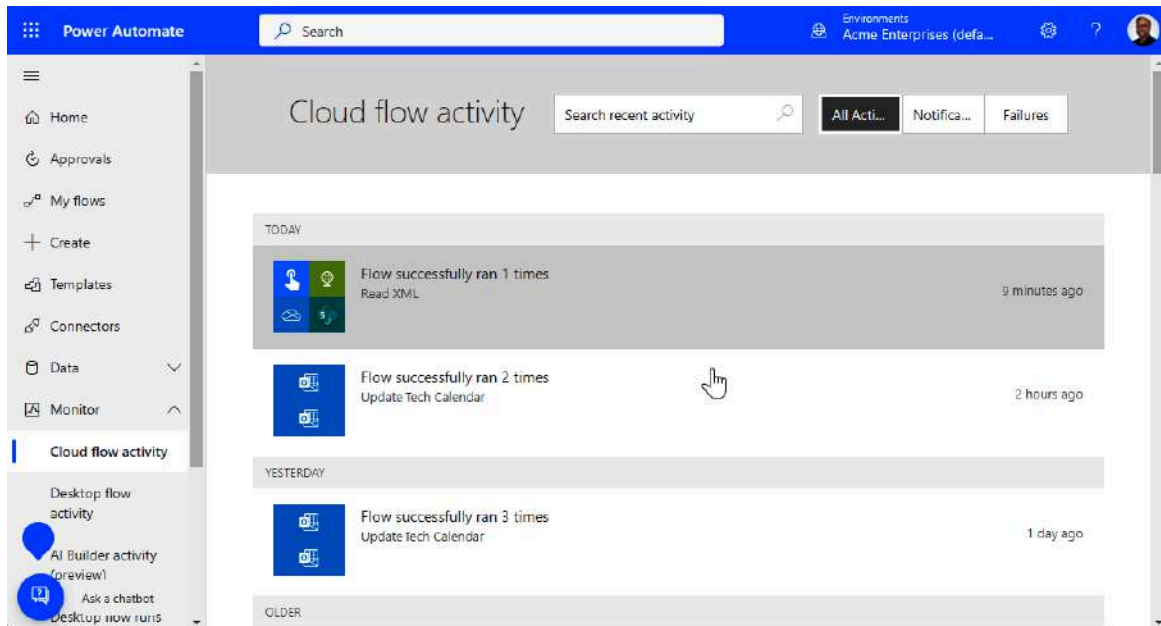 Power Automate
Search
Environments
Acme Enterprises (defa...
?
Home
Approvals
My flows
Create
Templates
Connectors
Data
Monitor
Cloud flow activity
Desktop flow
activity
AI Builder activity
(preview)
Ask a chatbot
Desktop flow runs
Cloud flow activity
Search recent activity
All Acti...
Notifica...
Failures
TODAY
Flow successfully ran 1 times
Read XML
9 minutes ago
Flow successfully ran 2 times
Update Tech Calendar
2 hours ago
YESTERDAY
Flow successfully ran 3 times
Update Tech Calendar
1 day ago
OLDER